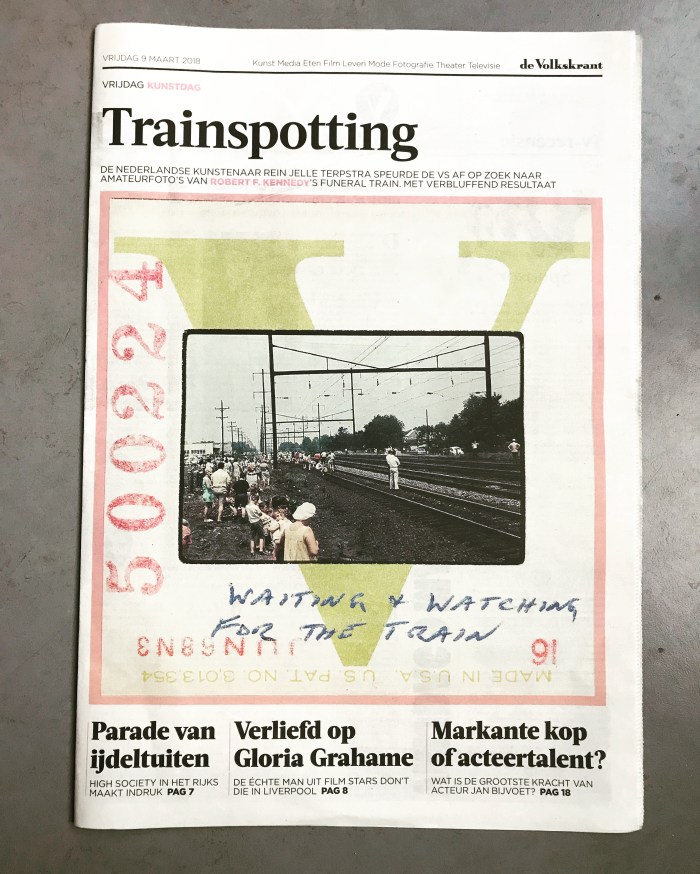 VRIJDAG 9 MAART 2018
Kunst Media Eten Film Leven Mode Fotografie Theater Televisie
de Volkskrant
VRIJDAG KUNSTDAG
Trainspotting
DE NEDERLANDSE KUNSTENAAR REIN JELLE TERPSTRA SPEURDE DE VS AF OP ZOEK NAAR
AMATEURFOTO'S VAN ROBERT F. KENNEDY'S FUNERAL TRAIN. MET VERBLUFFEND RESULTAAT
500224
WAITING & WATCHING
FOR THE TRAIN
JUN68N3
16
MADE IN U.S.A. U.S. PAT. NO. 3,013,354
Parade van
ijdeltuiten
HIGH SOCIETY IN HET RIJKS
MAAKT INDRUK PAG 7
Verliefd op
Gloria Grahame
DE ÉCHTE MAN UIT FILM STARS DON'T
DIE IN LIVERPOOL PAG 8
Markante kop
of acteertalent?
WAT IS DE GROOTSTE KRACHT VAN
ACTEUR JAN BIJVOET? PAG 18